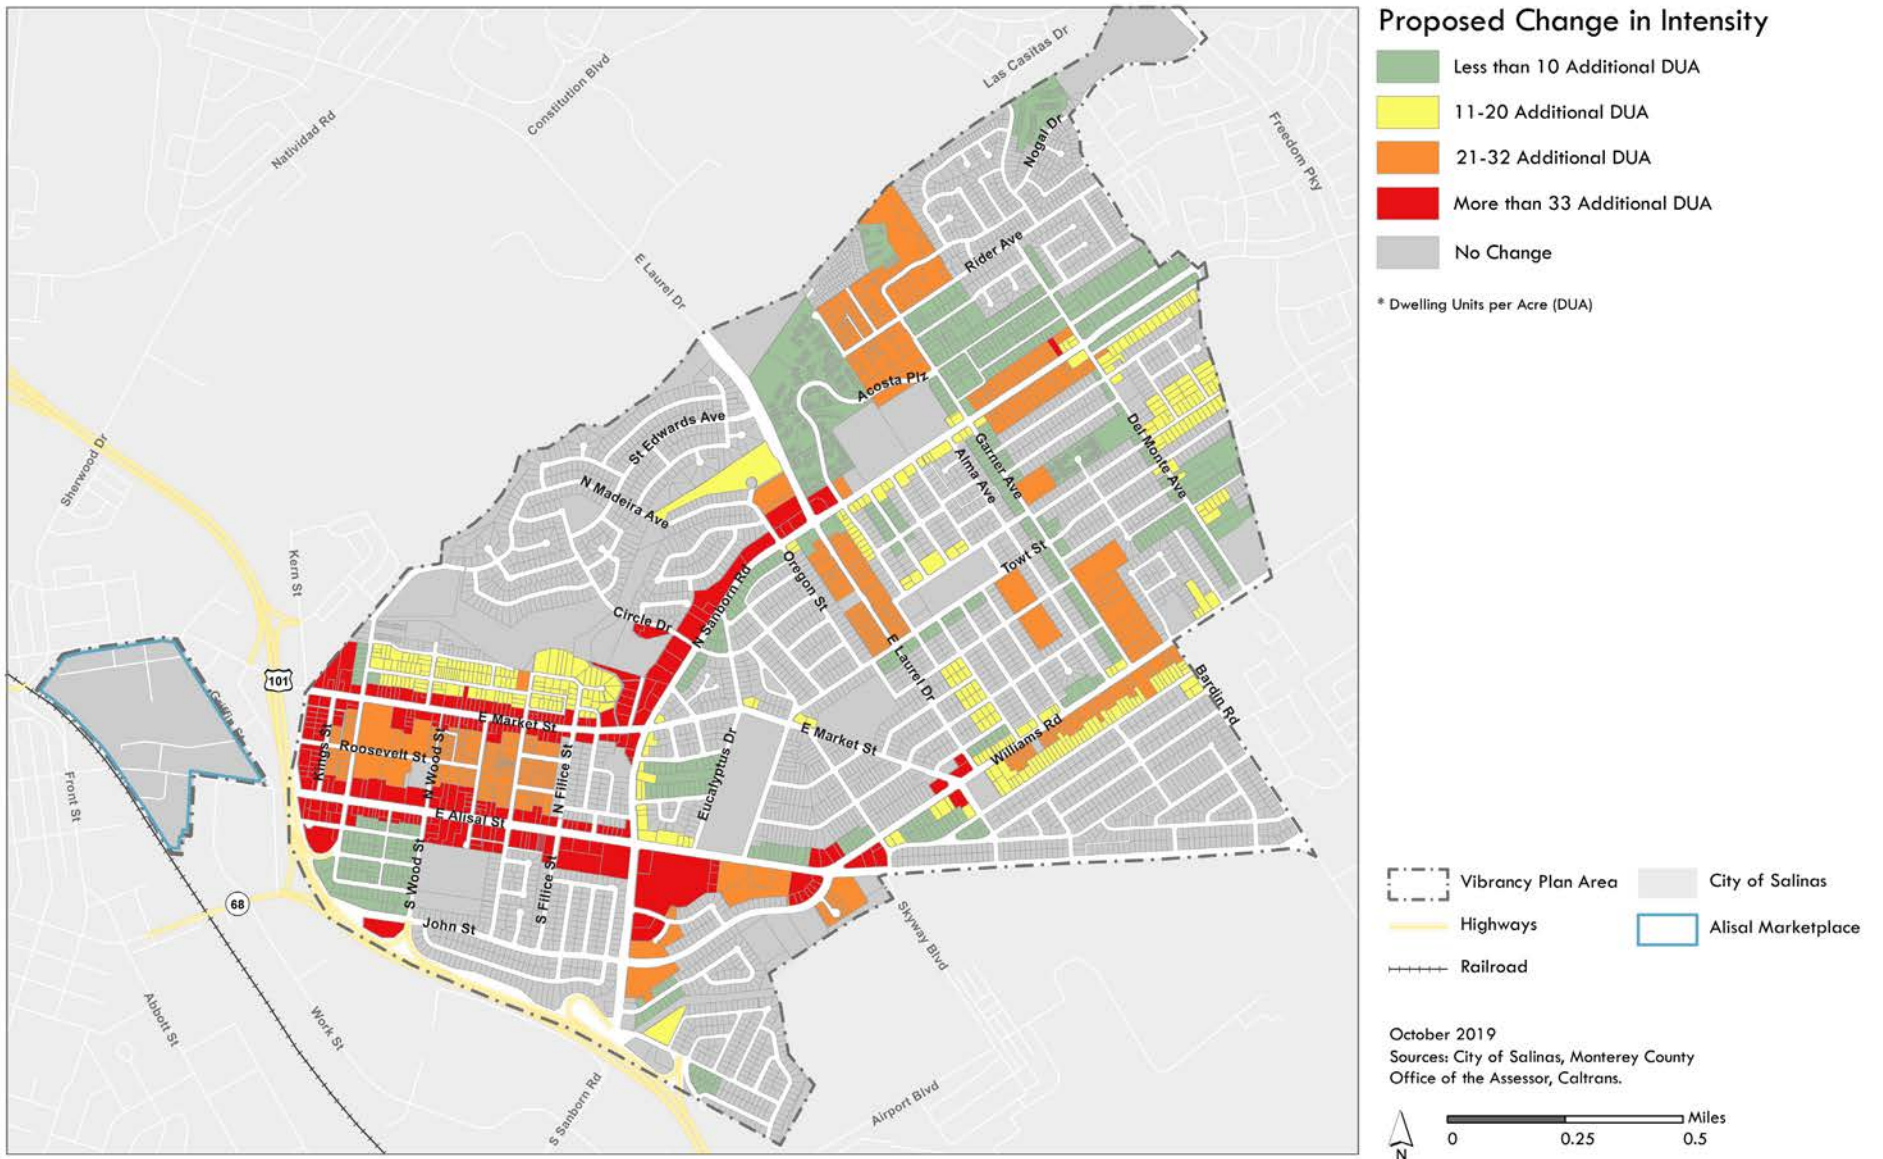 Proposed Change in Intensity
Less than 10 Additional DUA
11-20 Additional DUA
21-32 Additional DUA
More than 33 Additional DUA
No Change
* Dwelling Units per Acre (DUA)
Las Casitas Dr
Constitution Blvd
Natividad Rd
Freedom Pky
Nogal Dr
Rider Ave
E Laurel Dr
Acosta Plz
St Edwards Ave
Del Monte Ave
Garner Ave
Alma Ave
Sherwood Dr
N Madeira Ave
Kern St
Towt St
Oregon St
N Sanborn Rd
Circle Dr
E Laurel Dr
Bardin Rd
101
Griffin St
E Market St
E Market St
Williams Rd
Kings St
Roosevelt St
N Wood St
N Filice St
Eucalyptus Dr
Front St
E Alisal St
S Wood St
S Filice St
68
John St
Skyway Blvd
Abbott St
Work St
S Sanborn Rd
Airport Blvd
Vibrancy Plan Area
City of Salinas
Highways
Alisal Marketplace
Railroad
October 2019
Sources: City of Salinas, Monterey County
Office of the Assessor, Caltrans.
Miles
0 0.25 0.5
N